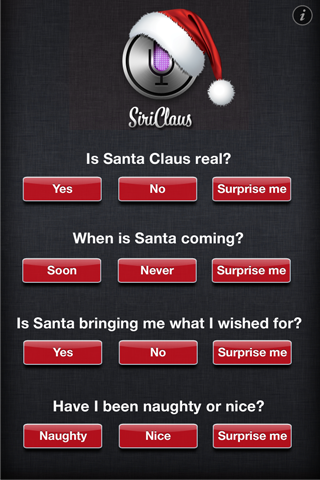 i
SiriClaus
Is Santa Claus real?
Yes No Surprise me
When is Santa coming?
Soon Never Surprise me
Is Santa bringing me what I wished for?
Yes No Surprise me
Have I been naughty or nice?
Naughty Nice Surprise me